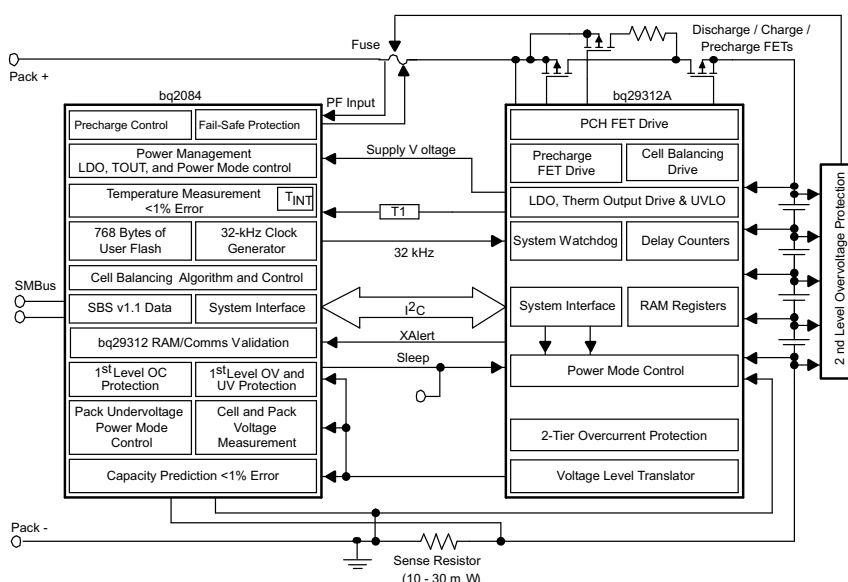 Discharge / Charge /
Precharge FETs
Fuse
Pack +
bq2084
PF Input
bq29312A
Precharge Control
Fail-Safe Protection
Power Management
LDO, TOUT, and Power Mode control
Temperature Measurement
<1% Error
TINT
768 Bytes of
User Flash
32-kHz Clock
Generator
Cell Balancing Algorithm and Control
SBS v1.1 Data
System Interface
bq29312 RAM/Comms Validation
1st Level OC
Protection
1st Level OV and
UV Protection
Pack Undervoltage
Power Mode
Control
Cell and Pack
Voltage
Measurement
Capacity Prediction <1% Error
SMBus
Supply V oltage
T1
32 kHz
I2C
XAlert
Sleep
PCH FET Drive
Precharge
FET Drive
Cell Balancing
Drive
LDO, Therm Output Drive & UVLO
System Watchdog
Delay Counters
System Interface
RAM Registers
Power Mode Control
2-Tier Overcurrent Protection
Voltage Level Translator
2 nd Level Overvoltage Protection
Pack -
Sense Resistor
(10 - 30 m W)